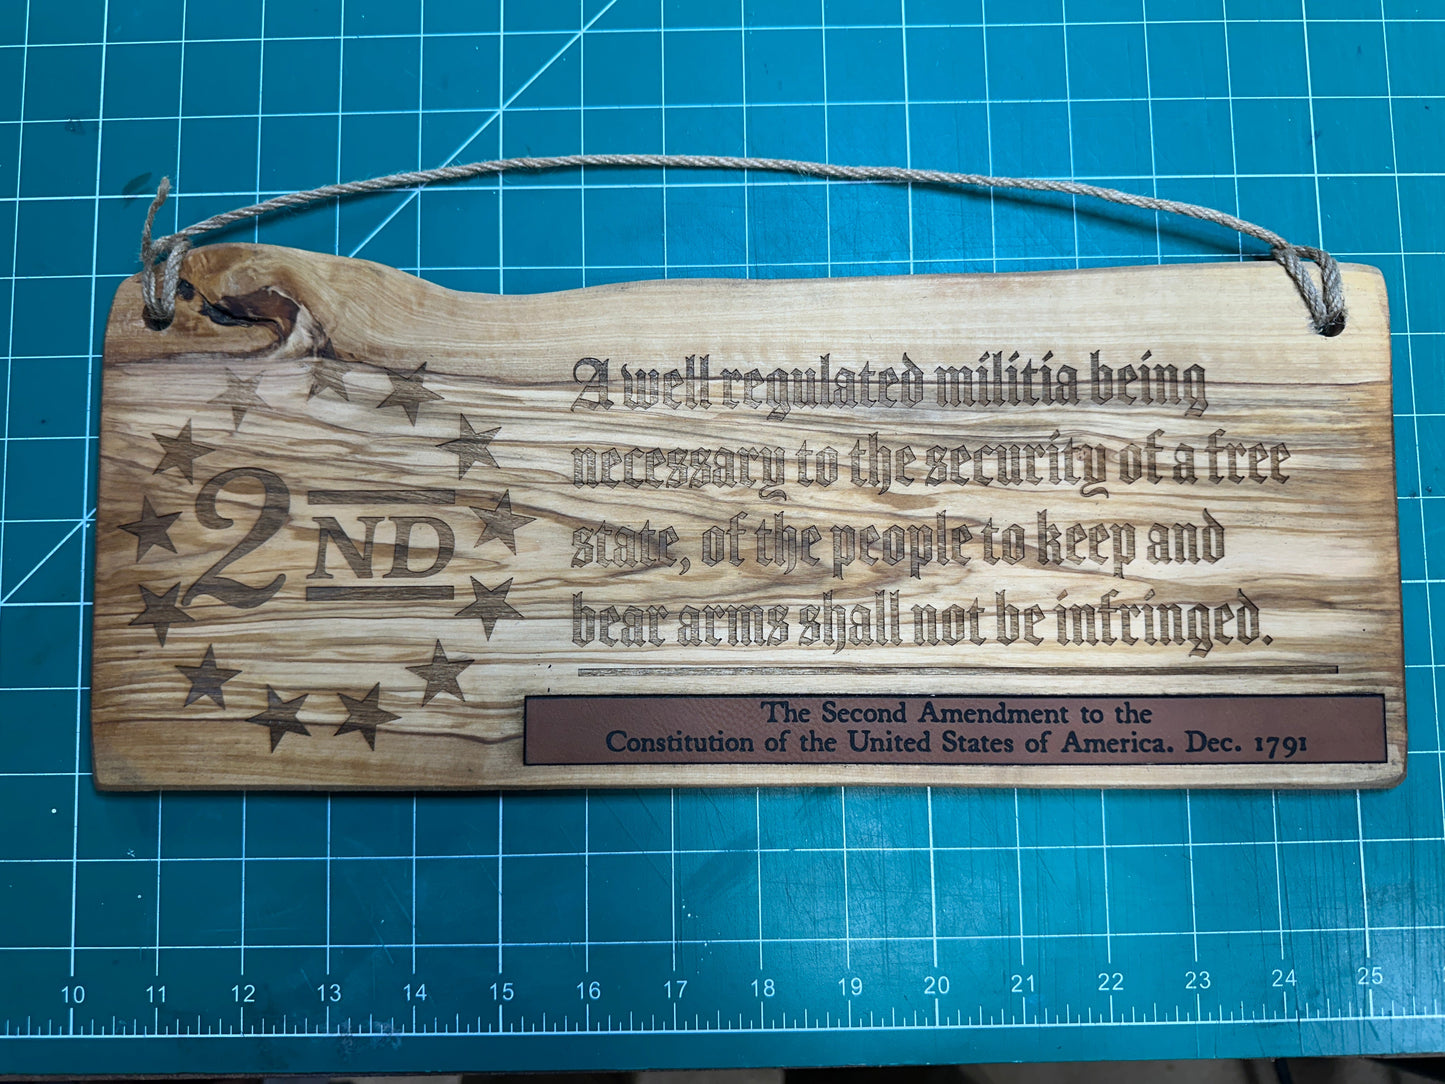 2ND
A well regulated militia being
necessary to the security of a free
state, of the people to keep and
bear arms shall not be infringed.
The Second Amendment to the
Constitution of the United States of America. Dec. 1791
10 11 12 13 14 15 16 17 18 19 20 21 22 23 24 25